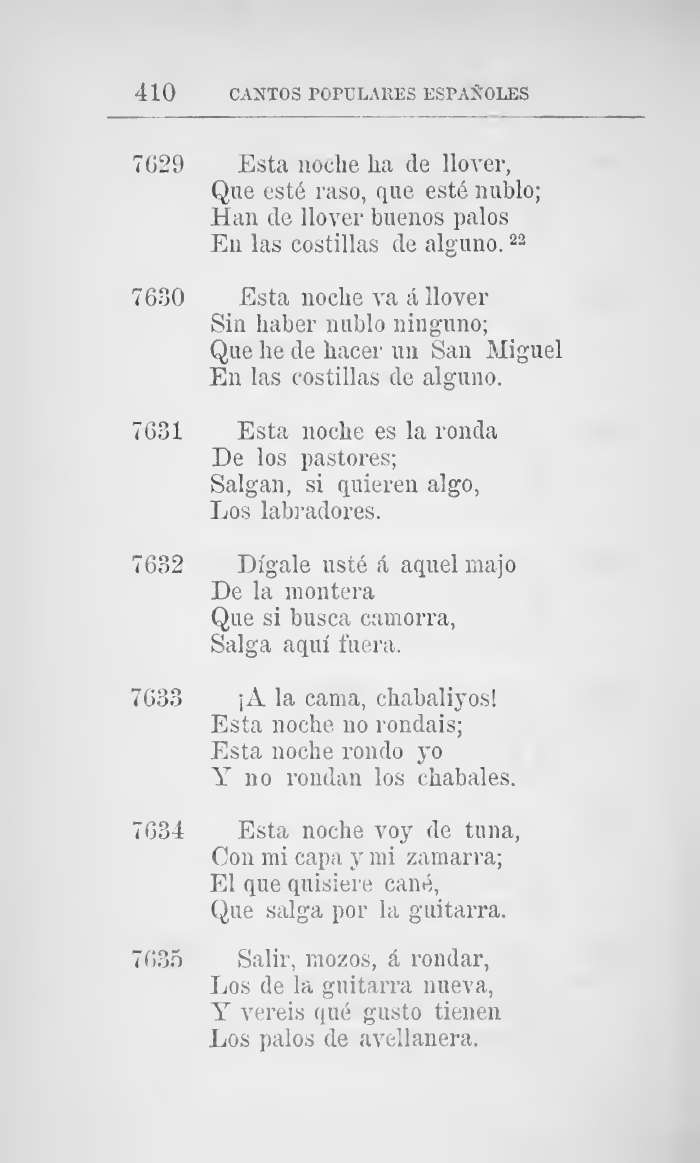 410 CANTOS POPULARES ESPAÑOLES
7629 Esta noche ha de llover,
Que esté raso, que esté nublo;
Han de llover buenos palos
En las costillas de alguno. 22
7630 Esta noche va á llover
Sin haber nublo ninguno;
Que he de hacer un San Miguel
En las costillas de alguno.
7631 Esta noche es la ronda
De los pastores;
Salgan, si quieren algo,
Los labradores.
7632 Dígale usté á aquel majo
De la montera
Que si busca camorra,
Salga aquí fuera.
7633 ¡A la cama, chabaliyos!
Esta noche no rondais;
Esta noche rondo yo
Y no rondan los chabales.
7634 Esta noche voy de tuna,
Con mi capa y mi zamarra;
El que quisiere cané,
Que salga por la guitarra.
7635 Salir, mozos, á rondar,
Los de la guitarra nueva,
Y vereis qué gusto tienen
Los palos de avellanera.